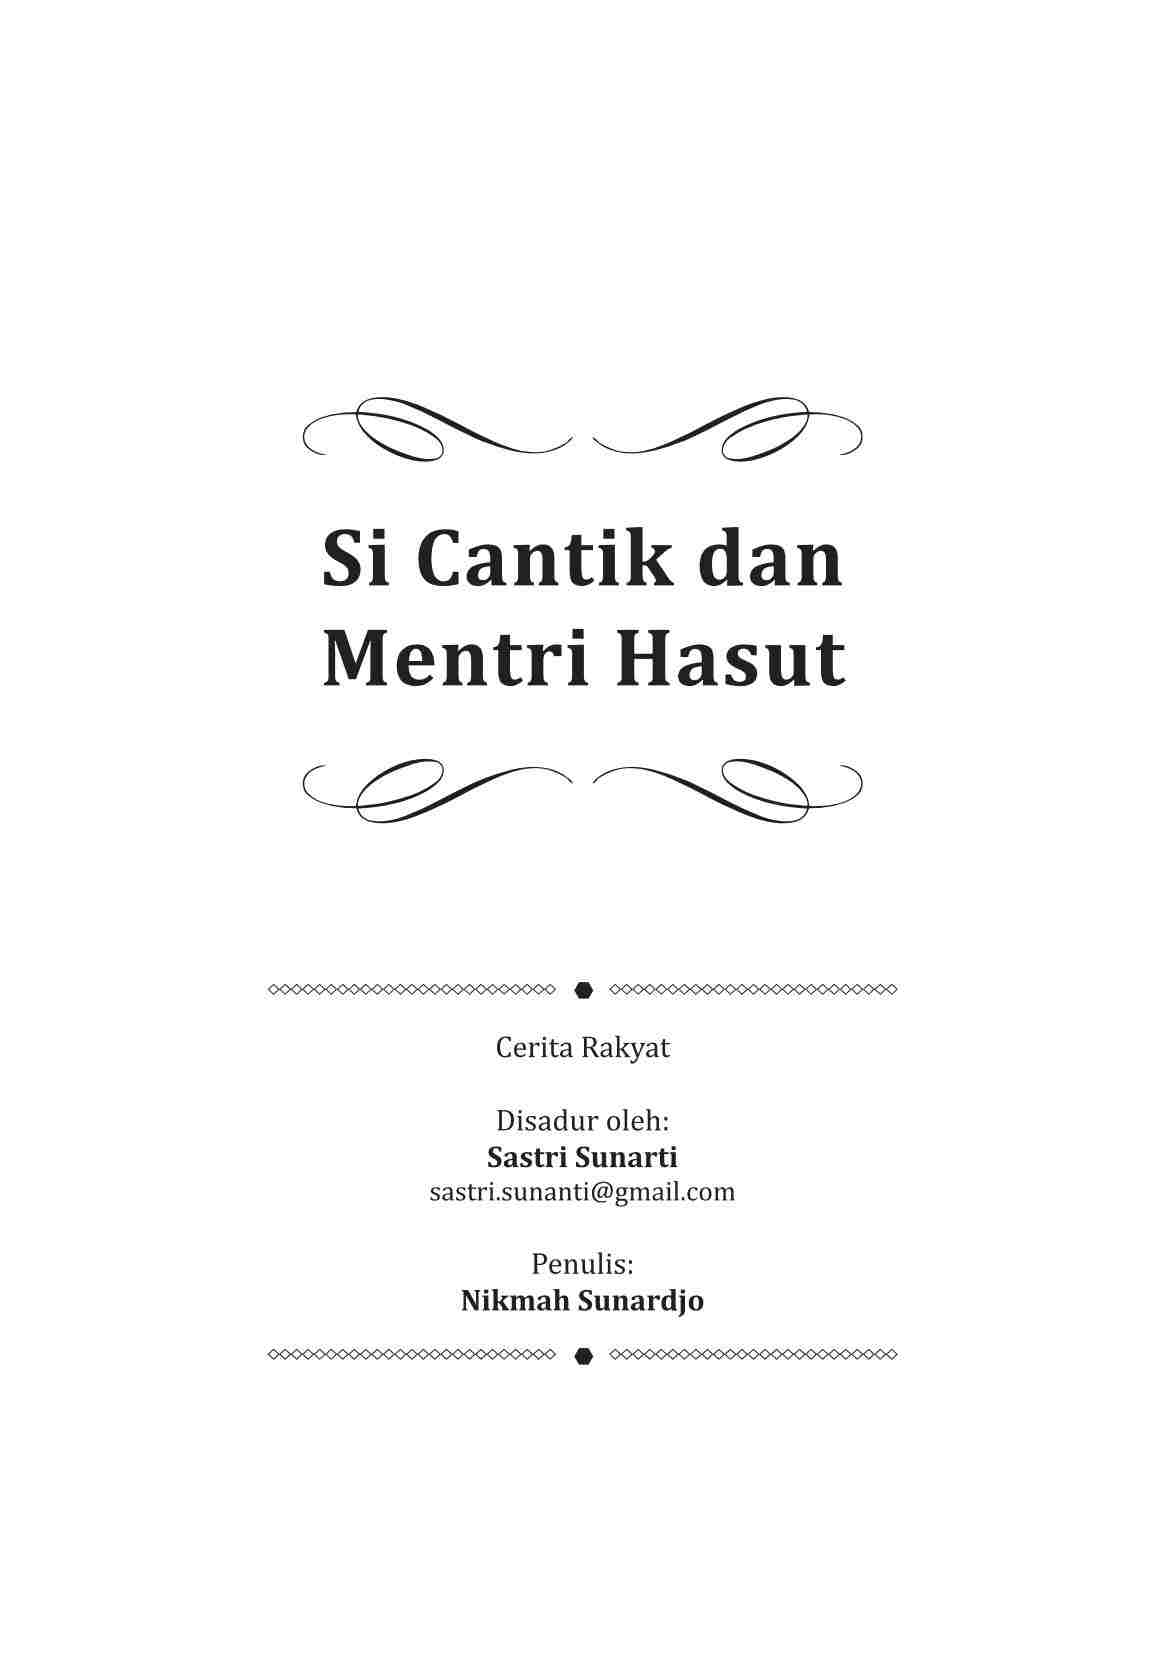 Si Cantik dan
Mentri Hasut
Cerita Rakyat
Disadur oleh:
Sastri Sunarti
sastri.sunanti@gmail.com
Penulis:
Nikmah Sunardjo